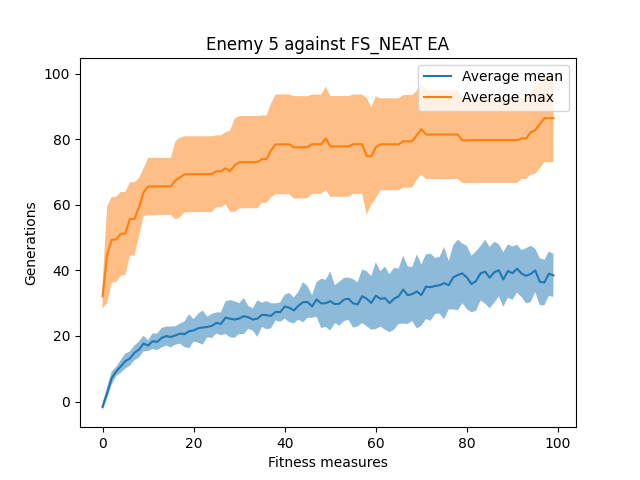 Enemy 5 against FS_NEAT EA
Average mean
Average max
100
80
60
40
20
0
Generations
0 20 40 60 80 100
Fitness measures